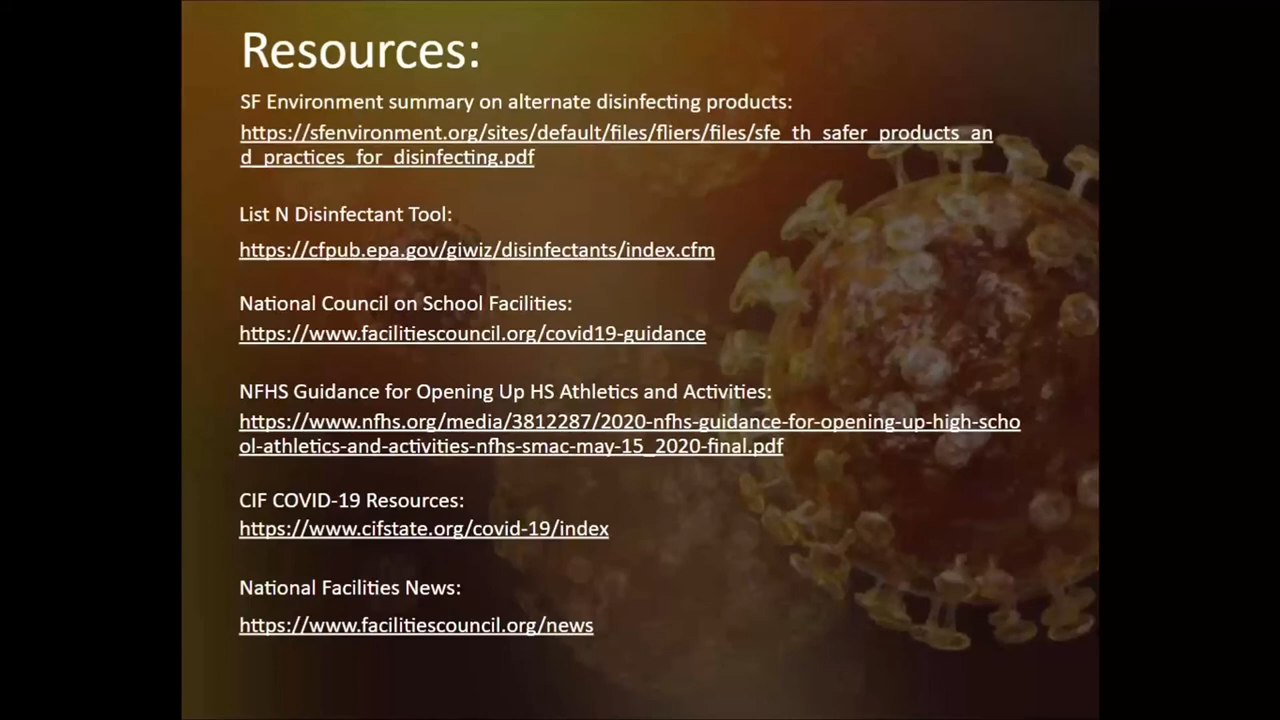 Resources:
SF Environment summary on alternate disinfecting products:
https://sfenvironment.org/sites/default/files/fliers/files/sfe_th_safer_products_an
d_practices_for_disinfecting.pdf
List N Disinfectant Tool:
https://cfpub.epa.gov/giwiz/disinfectants/index.cfm
National Council on School Facilities:
https://www.facilitiescouncil.org/covid19-guidance
NFHS Guidance for Opening Up HS Athletics and Activities:
https://www.nfhs.org/media/3812287/2020-nfhs-guidance-for-opening-up-high-scho
ol-athletics-and-activities-nfhs-smac-may-15_2020-final.pdf
CIF COVID-19 Resources:
https://www.cifstate.org/covid-19/index
National Facilities News:
https://www.facilitiescouncil.org/news